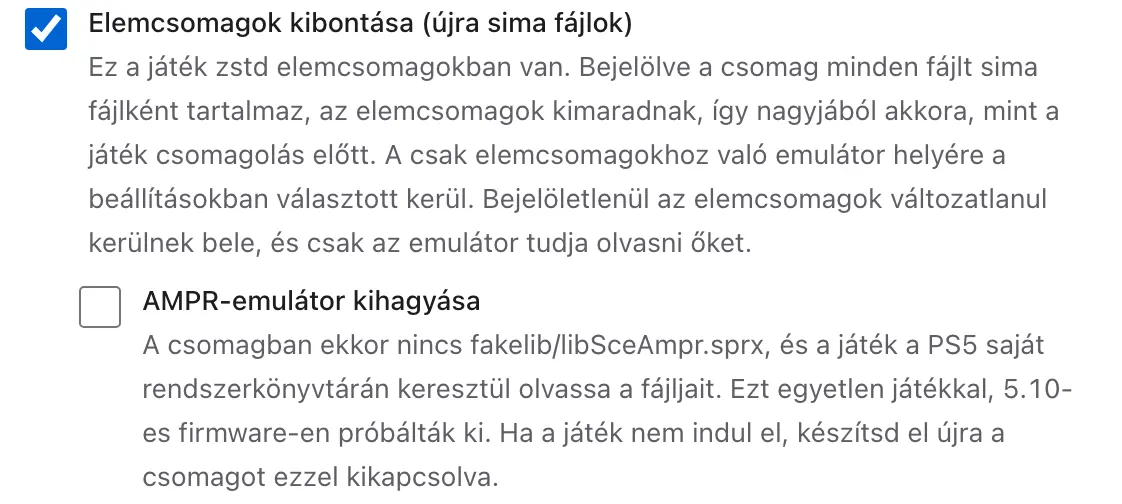 Elemcsomagok kibontása (újra sima fájlok)
Ez a játék zstd elemcsomagokban van. Bejelölve a csomag minden fájlt sima
fájlként tartalmaz, az elemcsomagok kimaradnak, így nagyjából akkora, mint a
játék csomagolás előtt. A csak elemcsomagokhoz való emulátor helyére a
beállításokban választott kerül. Bejelöletlenül az elemcsomagok változatlanul
kerülnek bele, és csak az emulátor tudja olvasni őket.
AMPR-emulátor kihagyása
A csomagban ekkor nincs fakelib/libSceAmpr.sprx, és a játék a PS5 saját
rendszerkönyvtárán keresztül olvassa a fájljait. Ezt egyetlen játékkal, 5.10-
es firmware-en próbálták ki. Ha a játék nem indul el, készítsd el újra a
csomagot ezzel kikapcsolva.